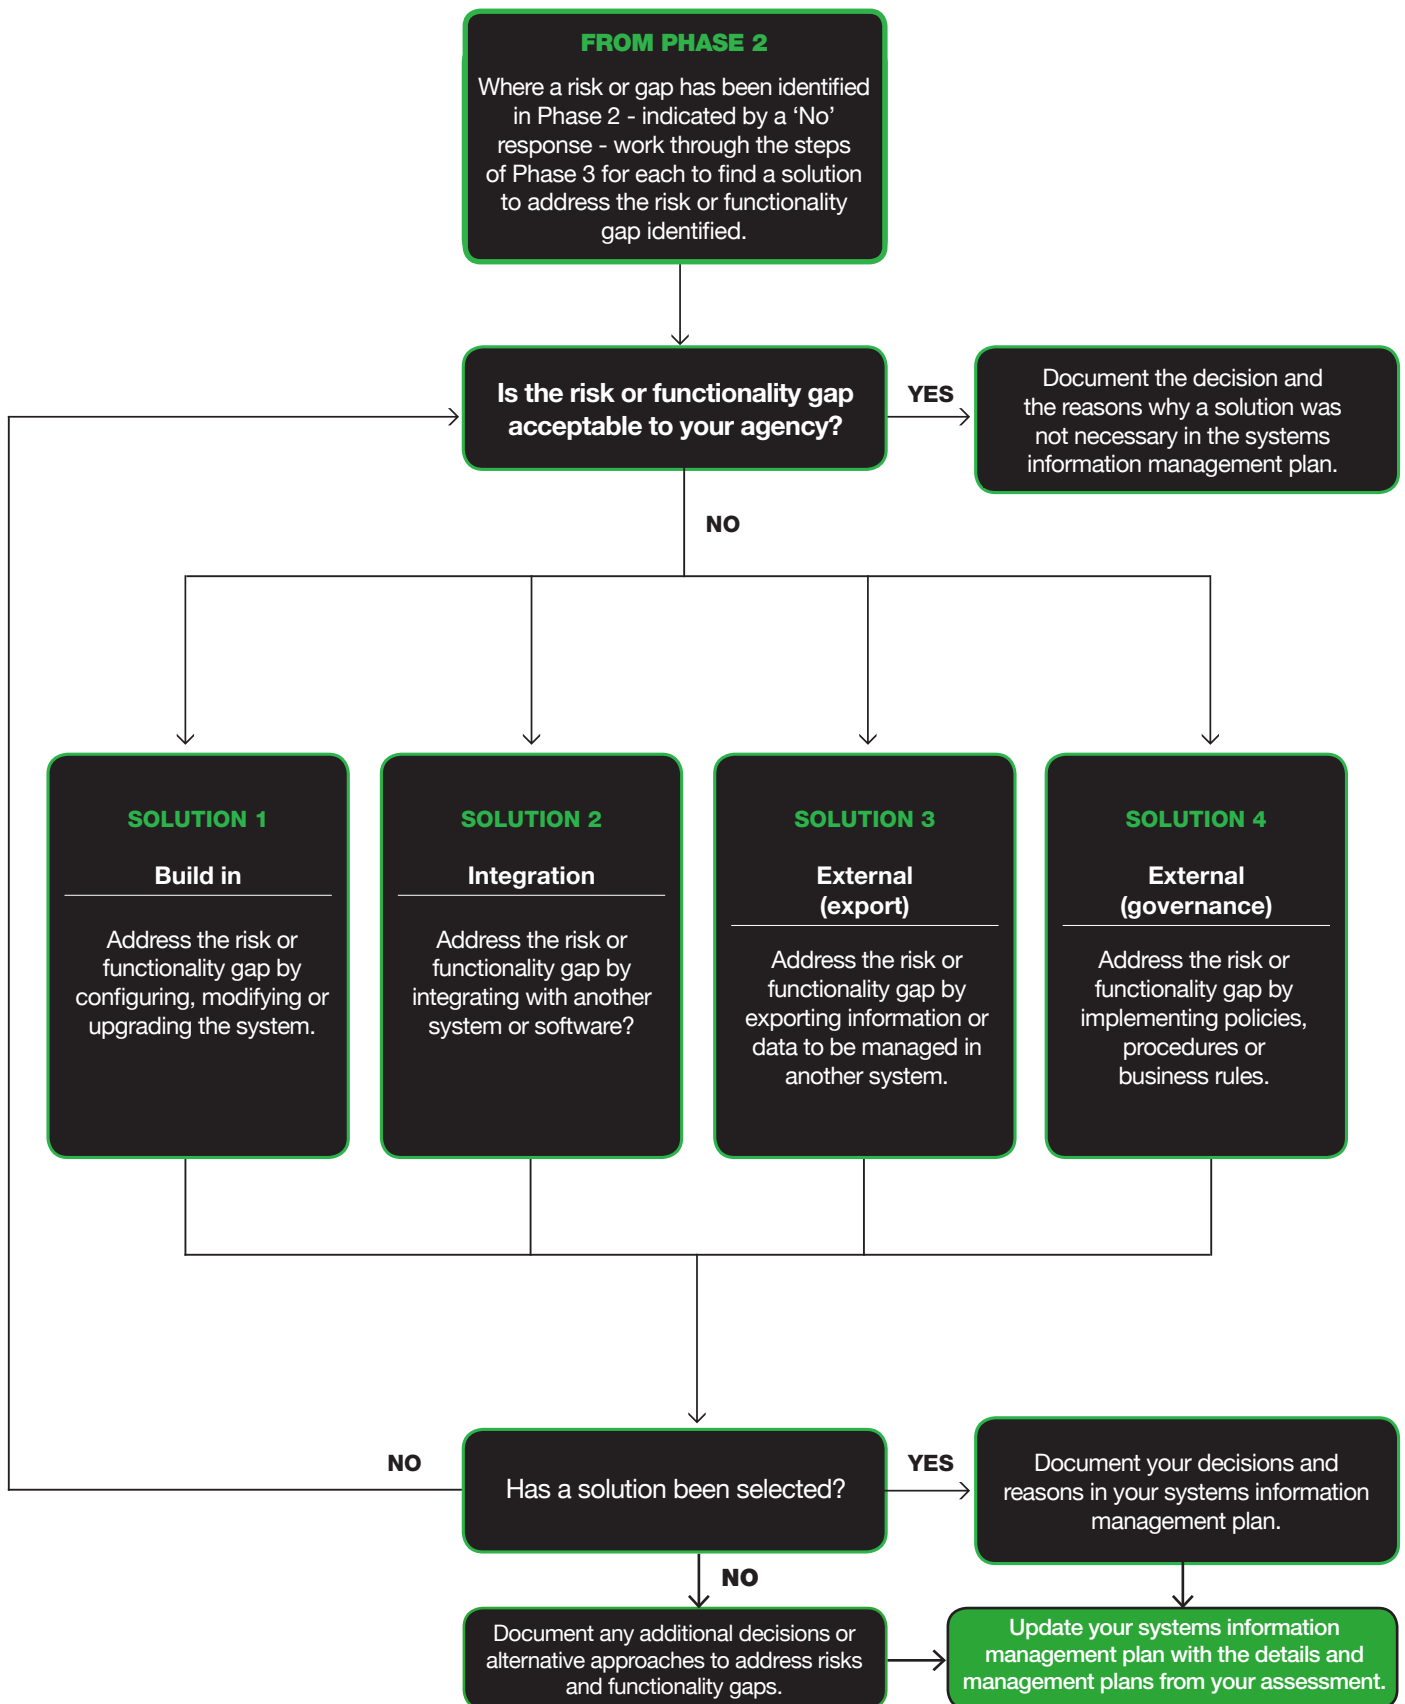 FROM PHASE 2
Where a risk or gap has been identified
in Phase 2 - indicated by a ‘No’
response - work through the steps
of Phase 3 for each to find a solution
to address the risk or functionality
gap identified.
Is the risk or functionality gap
acceptable to your agency?
YES
Document the decision and
the reasons why a solution was
not necessary in the systems
information management plan.
NO
SOLUTION 1
Build in
Address the risk or
functionality gap by
configuring, modifying or
upgrading the system.
SOLUTION 2
Integration
Address the risk or
functionality gap by
integrating with another
system or software?
SOLUTION 3
External
(export)
Address the risk or
functionality gap by
exporting information or
data to be managed in
another system.
SOLUTION 4
External
(governance)
Address the risk or
functionality gap by
implementing policies,
procedures or
business rules.
NO
Has a solution been selected?
YES
Document your decisions and
reasons in your systems information
management plan.
NO
Document any additional decisions or
alternative approaches to address risks
and functionality gaps.
Update your systems information
management plan with the details and
management plans from your assessment.